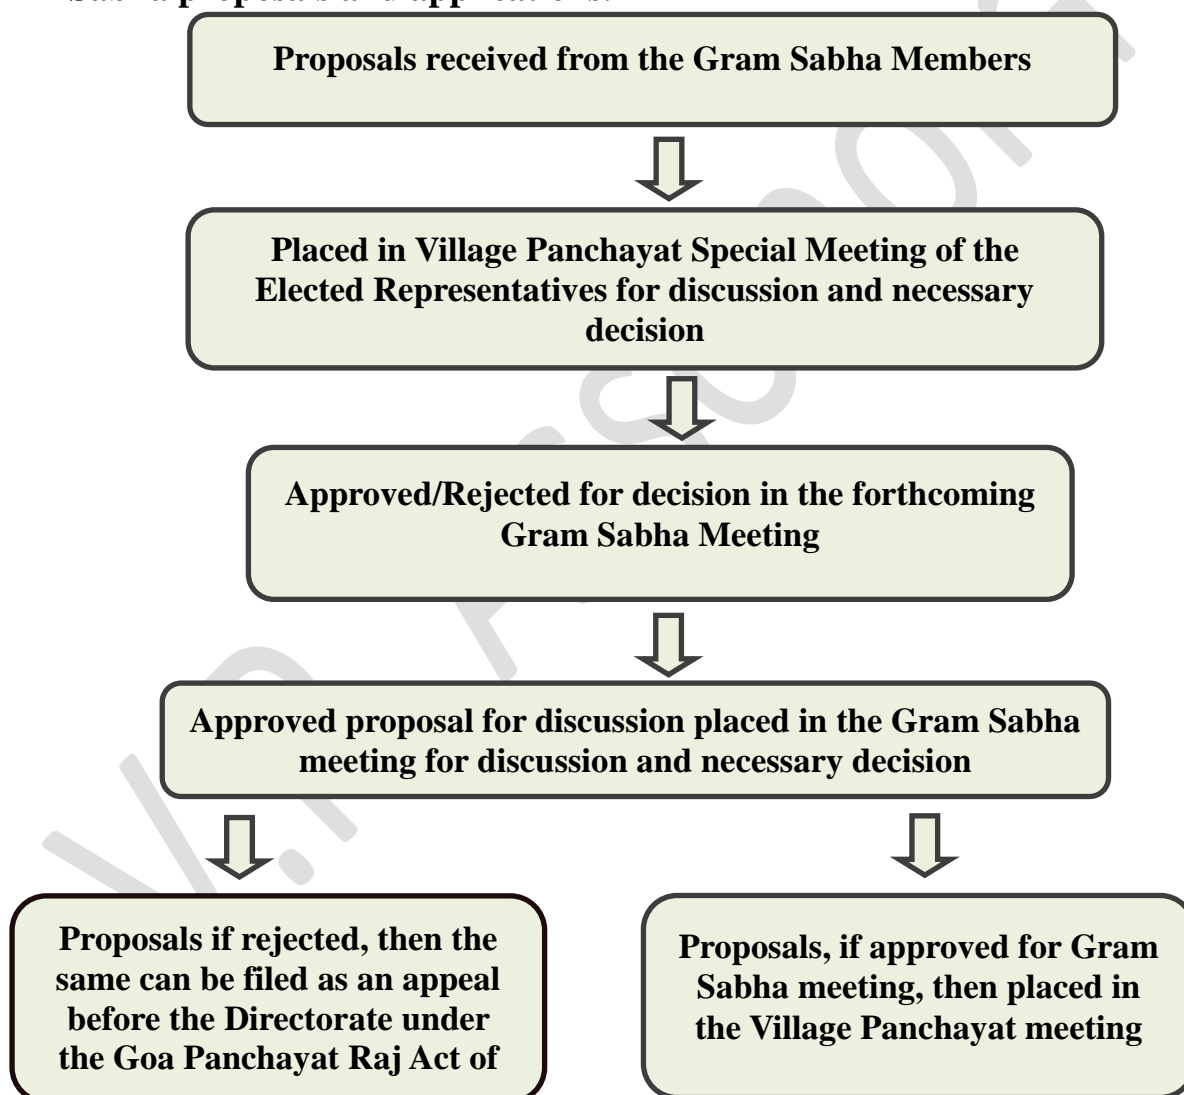 Sabha proposals and applications.
Proposals received from the Gram Sabha Members
Placed in Village Panchayat Special Meeting of the
Elected Representatives for discussion and necessary
decision
Approved/Rejected for decision in the forthcoming
Gram Sabha Meeting
Approved proposal for discussion placed in the Gram Sabha
meeting for discussion and necessary decision
Proposals if rejected, then the
same can be filed as an appeal
before the Directorate under
the Goa Panchayat Raj Act of
Proposals, if approved for Gram
Sabha meeting, then placed in
the Village Panchayat meeting